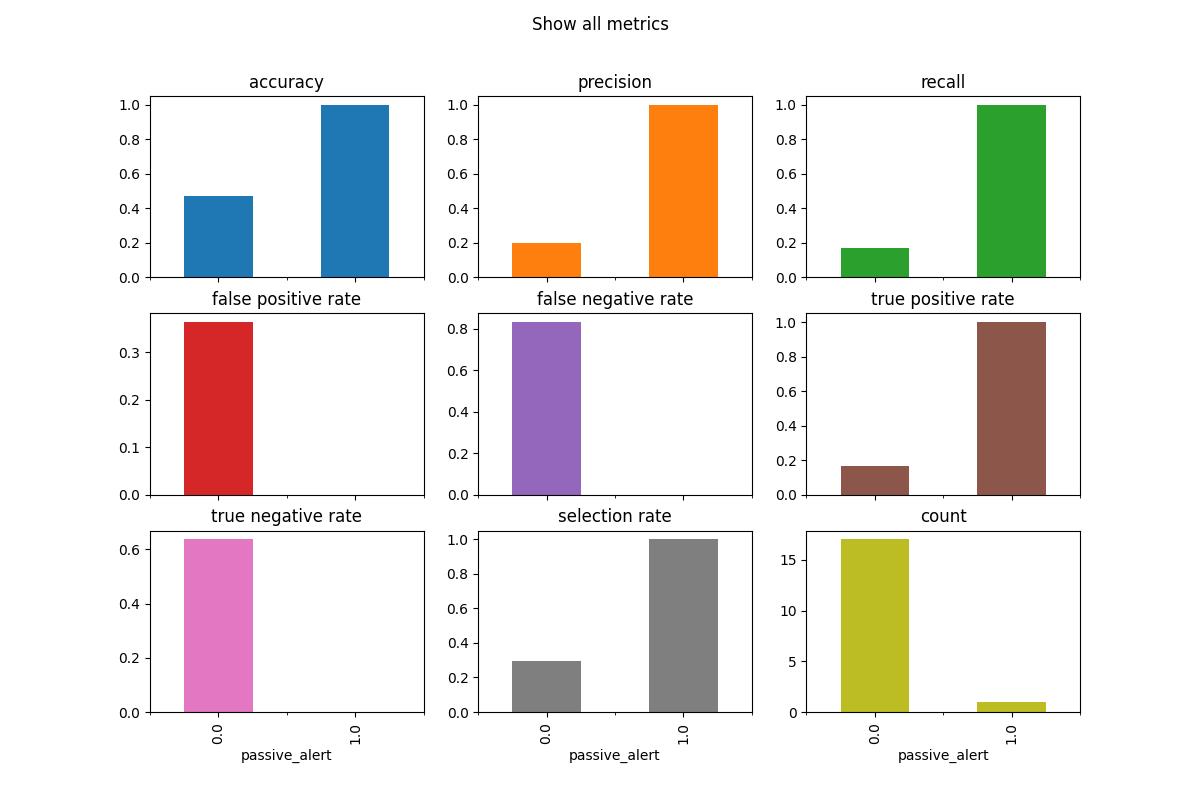 Show all metrics
accuracy precision recall
1.0 1.0 1.0
0.8 0.8 0.8
0.6 0.6 0.6
0.4 0.4 0.4
0.2 0.2 0.2
0.0 0.0 0.0
false positive rate false negative rate true positive rate
0.3 0.8 1.0
0.2 0.6 0.8
0.1 0.4 0.6
0.0 0.2 0.4
0.0 0.2
0.0
true negative rate selection rate count
0.6 1.0 15
0.4 0.8 10
0.2 0.6 5
0.0 0.4 0
0.2
0.0
0.0 1.0 0.0 1.0 0.0 1.0
passive_alert passive_alert passive_alert